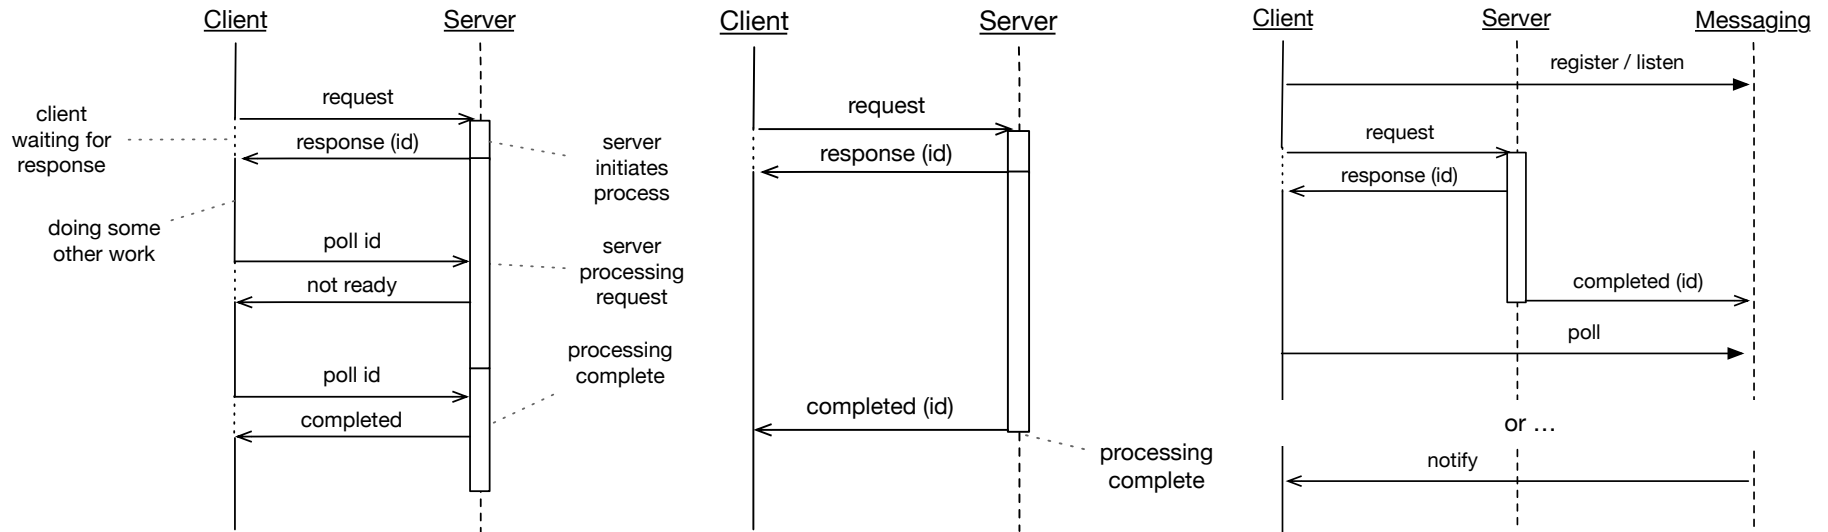 Client
Server
client
waiting for
response
request
response (id)
server
initiates
process
doing some
other work
poll id
server
processing
request
not ready
processing
complete
poll id
completed
Client
Server
request
response (id)
completed (id)
processing
complete
Client
Server
Messaging
register / listen
request
response (id)
completed (id)
poll
or ...
notify